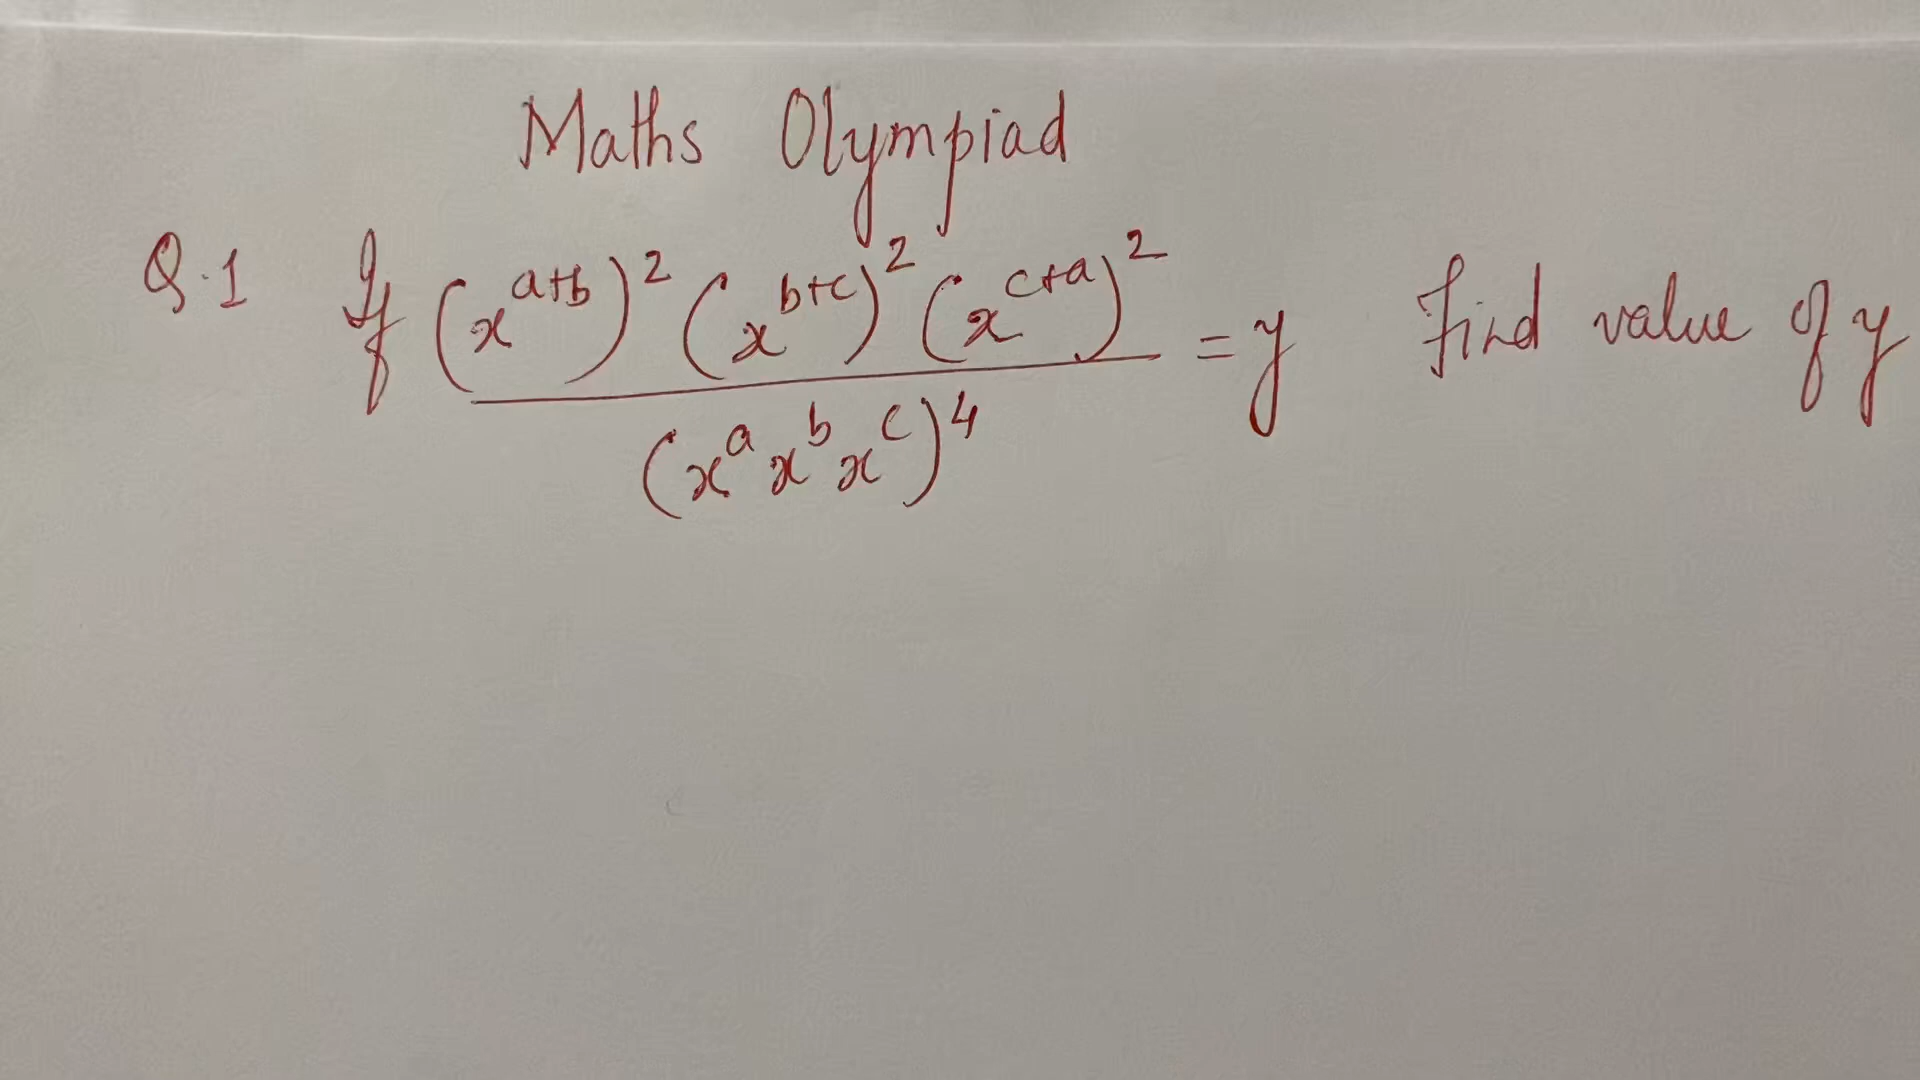 Maths Olympiad
Q.1 If (x^{a+b})^2 (x^{b+c})^2 (x^{c+a})^2 / (x^a x^b x^c)^4 = y find value of y